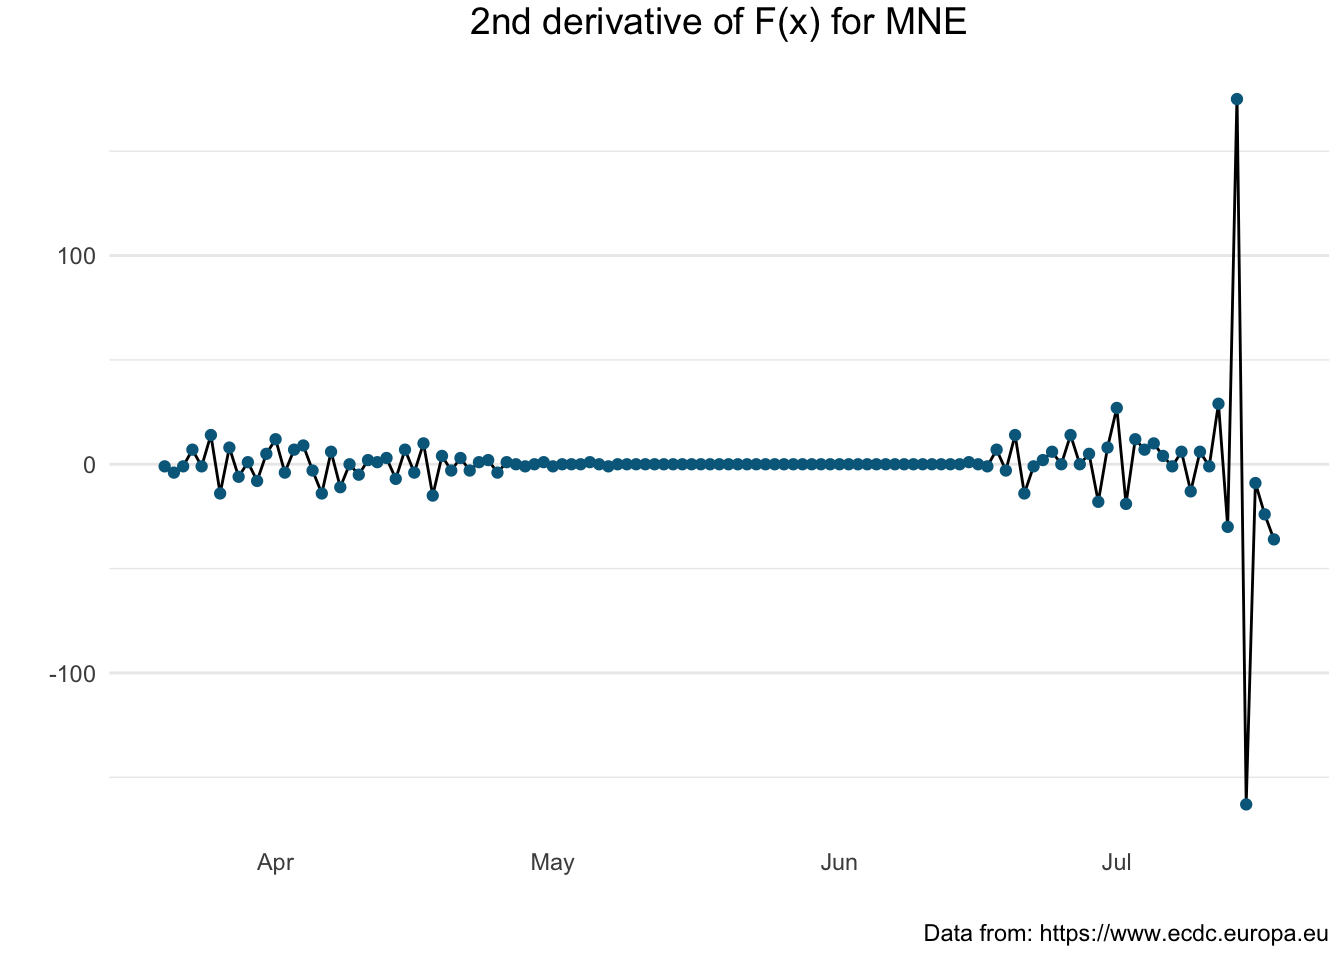 2nd derivative of F(x) for MNE
100
0
-100
Apr May Jun Jul
Data from: https://www.ecdc.europa.eu